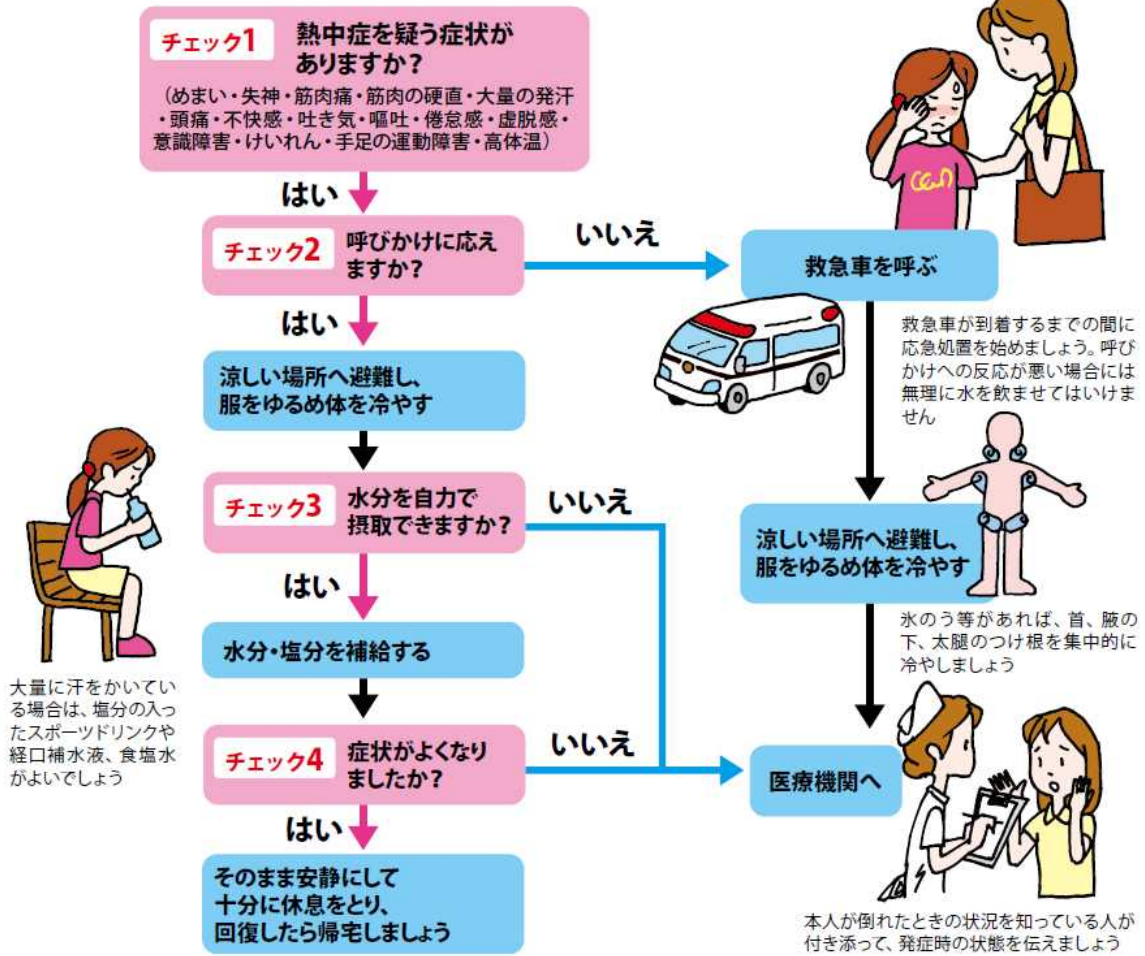 チェック1 熱中症を疑う症状が
ありますか?
(めまい・失神・筋肉痛・筋肉の硬直・大量の発汗
・頭痛・不快感・吐き気・嘔吐・倦怠感・虚脱感・
意識障害・けいれん・手足の運動障害・高体温)
はい
チェック2 呼びかけに応え
ますか?
いいえ
救急車を呼ぶ
救急車が到着するまでの間に
応急処置を始めましょう。呼び
かけへの反応が悪い場合には
無理に水を飲ませてはいけま
せん
はい
涼しい場所へ避難し、
服をゆるめ体を冷やす
チェック3 水分を自力で
摂取できますか?
いいえ
涼しい場所へ避難し、
服をゆるめ体を冷やす
氷のう等があれば、首、腋の
下、太腿のつけ根を集中的に
冷やしましょう
はい
水分・塩分を補給する
大量に汗をかいてい
る場合は、塩分の入っ
たスポーツドリンクや
経口補水液、食塩水
がよいでしょう
チェック4 症状がよくなり
ましたか?
いいえ
医療機関へ
はい
そのまま安静にして
十分に休息をとり、
回復したら帰宅しましょう
本人が倒れたときの状況を知っている人が
付き添って、発症時の状態を伝えましょう